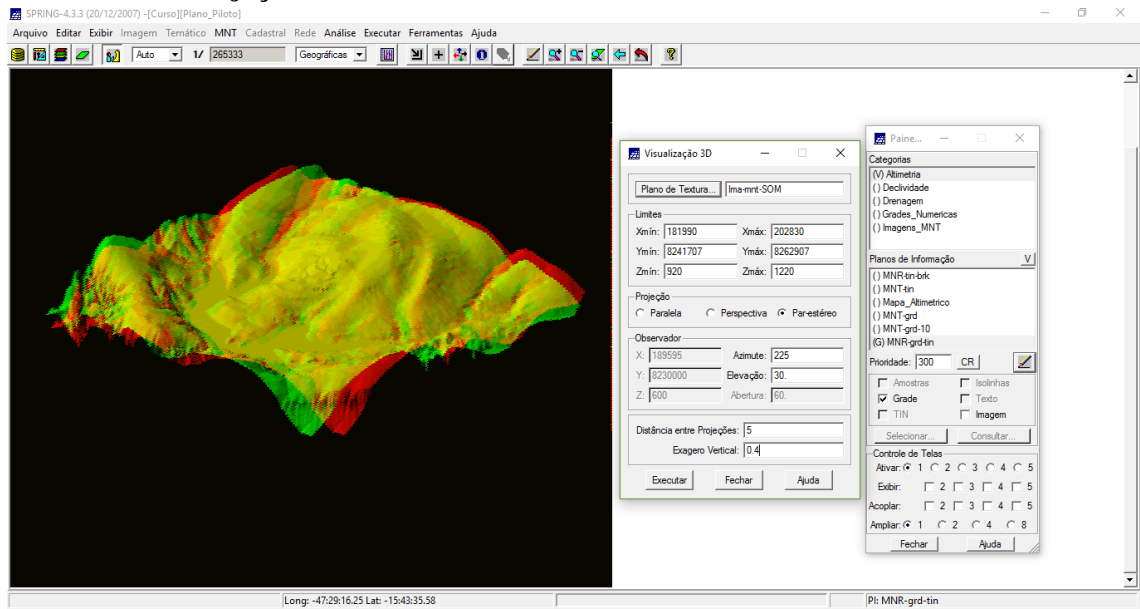 SPRING-4.3.3 (20/12/2007) -[Curso][Plano_Piloto]
Arquivo Editar Exibir Imagem Temático MNT Cadastral Rede Análise Executar Ferramentas Ajuda
Auto 1/ 265333 Geográficas
Visualização 3D
Plano de Textura... Ima-mnt-SOM
Limites
Xmín: 181990 Xmáx: 202830
Ymín: 8241707 Ymáx: 8262907
Zmín: 920 Zmáx: 1220
Projeção
Paralela Perspectiva Par-estéreo
Observador
X: 189595 Azimute: 225
Y: 8230000 Elevação: 30.
Z: 600 Abertura: 60.
Distância entre Projeções: 5
Exagero Vertical: 0.4
Executar Fechar Ajuda
Paine...
Categorias
(V) Altimetria
( ) Declividade
( ) Drenagem
( ) Grades_Numericas
( ) Imagens_MNT
Planos de Informação V
( ) MNR-tin-brk
( ) MNT-tin
( ) Mapa_Altimetrico
( ) MNT-grd
( ) MNT-grd-10
(G) MNR-grd-tin
Prioridade: 300 CR
Amostras Isolinhas
Grade Texto
TIN Imagem
Selecionar... Consultar...
Controle de Telas
Ativar: 1 2 3 4 5
Exibir: 2 3 4 5
Acoplar: 2 3 4 5
Ampliar: 1 2 4 8
Fechar Ajuda
Long: -47:29:16.25 Lat: -15:43:35.58
PI: MNR-grd-tin